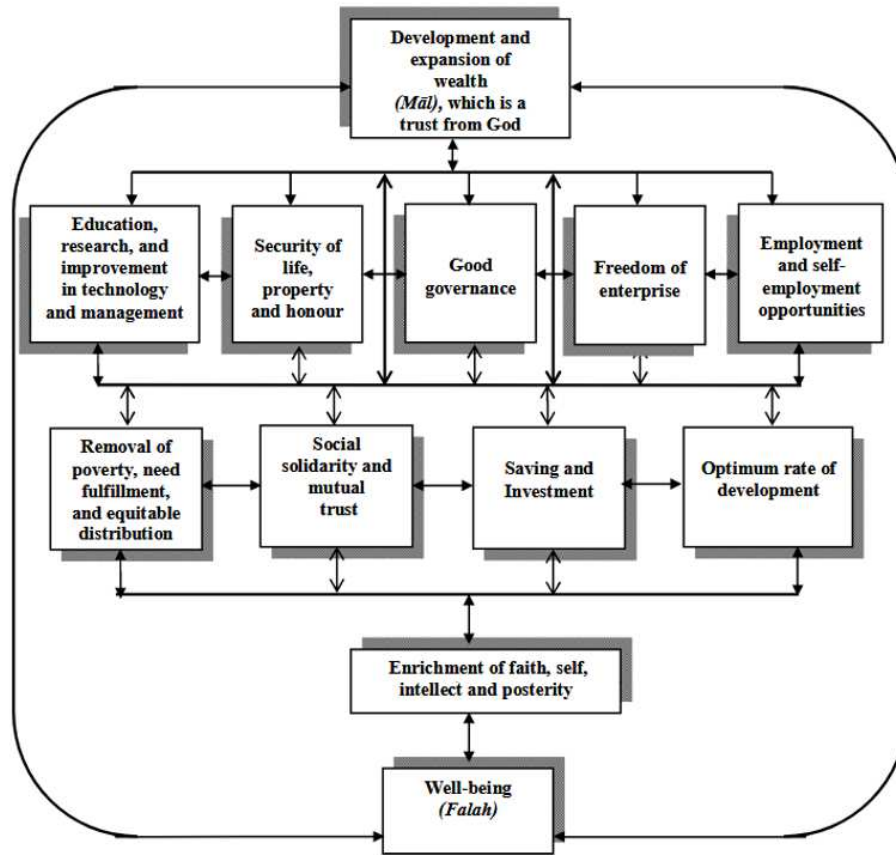 Development and
expansion of
wealth
(Māl), which is a
trust from God
Education,
research, and
improvement
in technology
and management
Security of
life,
property
and honour
Good
governance
Freedom of
enterprise
Employment
and self-
employment
opportunities
Removal of
poverty, need
fulfillment,
and equitable
distribution
Social
solidarity and
mutual
trust
Saving and
Investment
Optimum rate of
development
Enrichment of faith, self,
intellect and posterity
Well-being
(Falah)